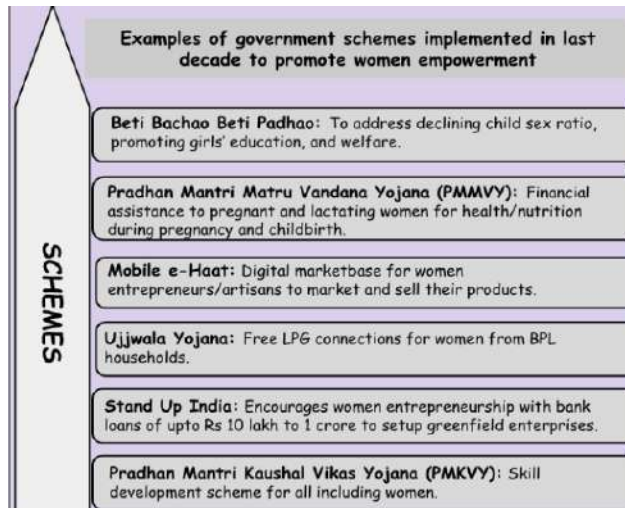 Examples of government schemes implemented in last
decade to promote women empowerment
SCHEMES
Beti Bachao Beti Padhao: To address declining child sex ratio,
promoting girls' education, and welfare.
Pradhan Mantri Matru Vandana Yojana (PMMVY): Financial
assistance to pregnant and lactating women for health/nutrition
during pregnancy and childbirth.
Mobile e-Haat: Digital marketbase for women
entrepreneurs/artisans to market and sell their products.
Ujjwala Yojana: Free LPG connections for women from BPL
households.
Stand Up India: Encourages women entrepreneurship with bank
loans of upto Rs 10 lakh to 1 crore to setup greenfield enterprises.
Pradhan Mantri Kaushal Vikas Yojana (PMKVY): Skill
development scheme for all including women.